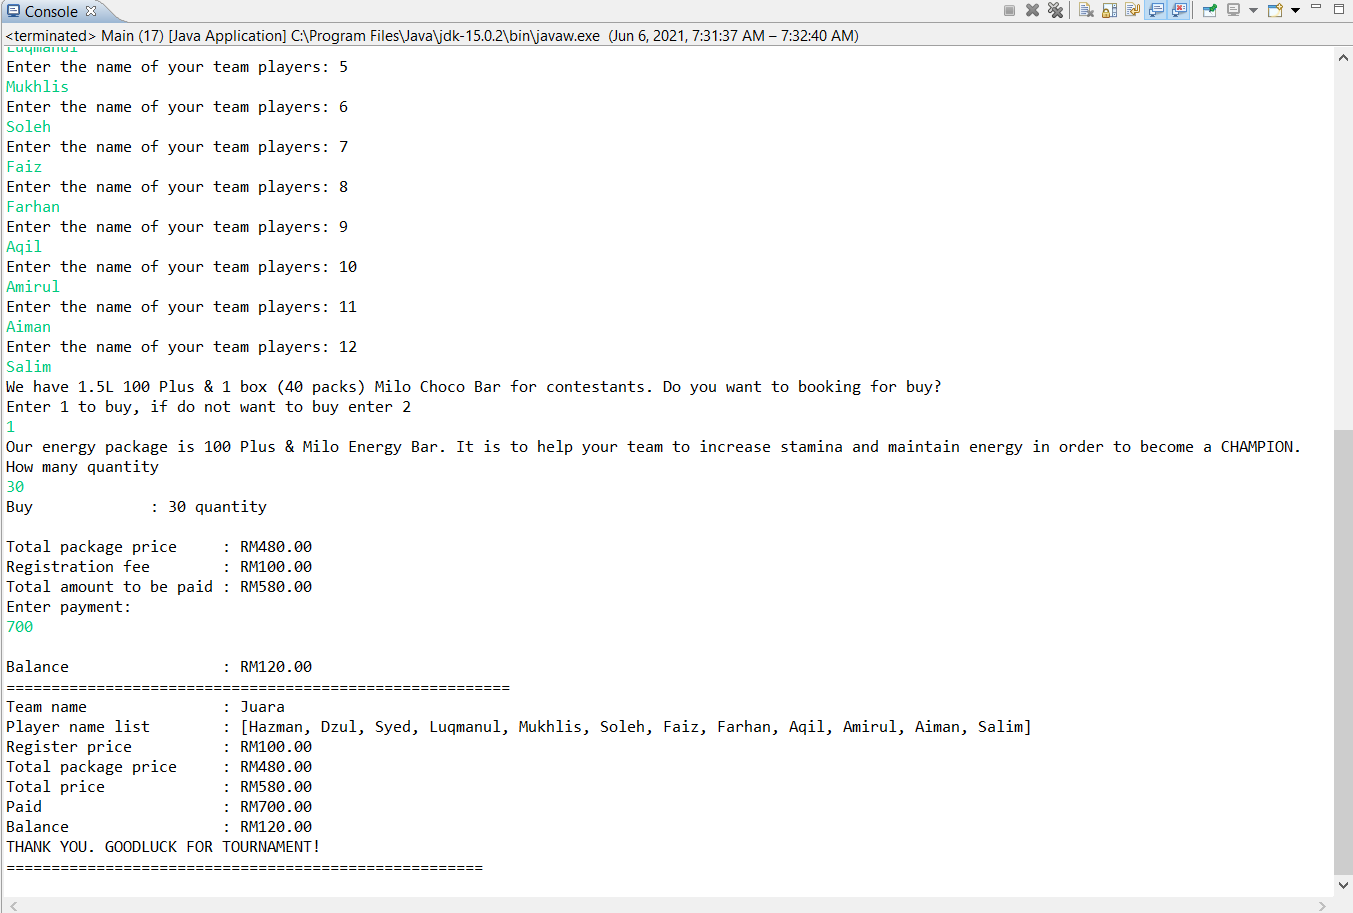 Console
<terminated> Main (17) [Java Application] C:\Program Files\Java\jdk-15.0.2\bin\javaw.exe  (Jun 6, 2021, 7:31:37 AM – 7:32:40 AM)
Luqmanul
Enter the name of your team players: 5
Mukhlis
Enter the name of your team players: 6
Soleh
Enter the name of your team players: 7
Faiz
Enter the name of your team players: 8
Farhan
Enter the name of your team players: 9
Aqil
Enter the name of your team players: 10
Amirul
Enter the name of your team players: 11
Aiman
Enter the name of your team players: 12
Salim
We have 1.5L 100 Plus & 1 box (40 packs) Milo Choco Bar for contestants. Do you want to booking for buy?
Enter 1 to buy, if do not want to buy enter 2
1
Our energy package is 100 Plus & Milo Energy Bar. It is to help your team to increase stamina and maintain energy in order to become a CHAMPION.
How many quantity
30
Buy             : 30 quantity
Total package price     : RM480.00
Registration fee        : RM100.00
Total amount to be paid : RM580.00
Enter payment:
700
Balance                 : RM120.00
========================================================
Team name               : Juara
Player name list        : [Hazman, Dzul, Syed, Luqmanul, Mukhlis, Soleh, Faiz, Farhan, Aqil, Amirul, Aiman, Salim]
Register price          : RM100.00
Total package price     : RM480.00
Total price             : RM580.00
Paid                    : RM700.00
Balance                 : RM120.00
THANK YOU. GOODLUCK FOR TOURNAMENT!
=====================================================